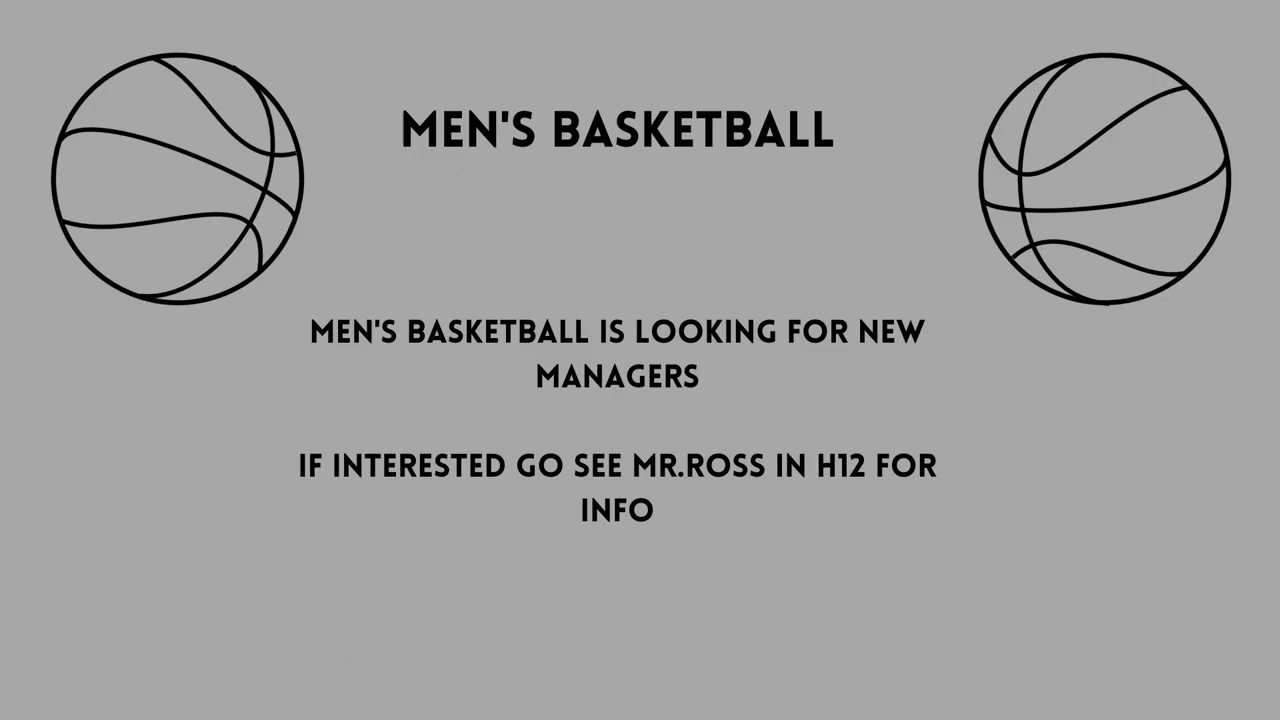 MEN'S BASKETBALL
MEN'S BASKETBALL IS LOOKING FOR NEW
MANAGERS
IF INTERESTED GO SEE MR.ROSS IN H12 FOR
INFO